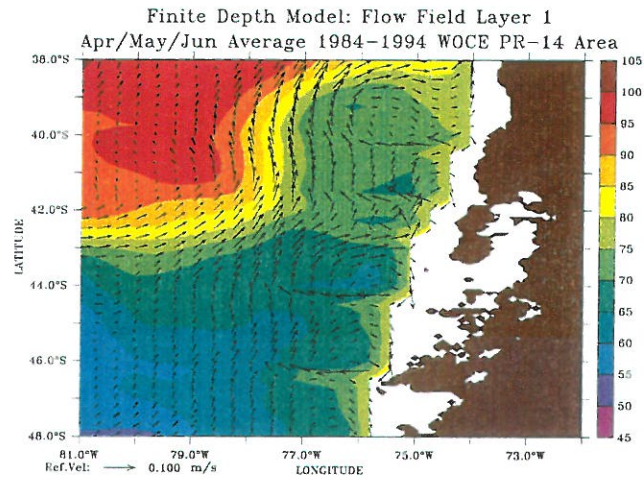 Finite Depth Model: Flow Field Layer 1
Apr/May/Jun Average 1984-1994 WOCE PR-14 Area
38.0°S
40.0°S
42.0°S
44.0°S
46.0°S
48.0°S
LATITUDE
81.0°W 79.0°W 77.0°W 75.0°W 73.0°W
LONGITUDE
Ref.Vel: 0.100 m/s
105
100
95
90
85
80
75
70
65
60
55
50
45